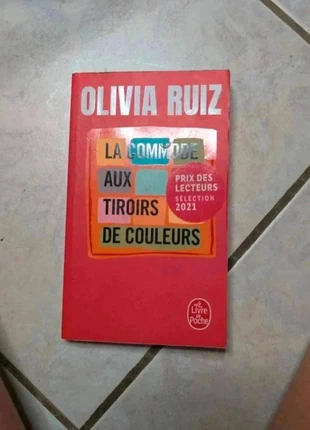 OLIVIA RUIZ
LA COMMODE
AUX
TIROIRS
DE COULEURS
PRIX DES
LECTEURS
SÉLECTION
2021
Le
Livre
de
Poche